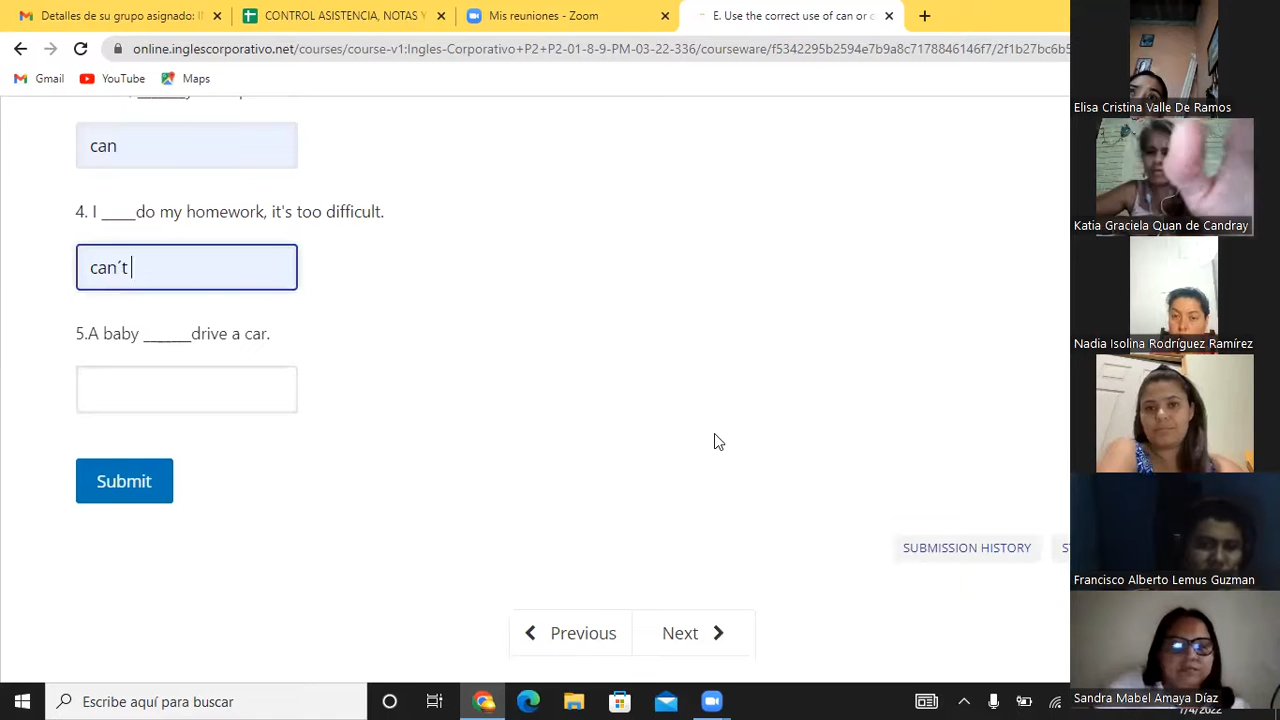 Detalles de su grupo asignado: I
CONTROL ASISTENCIA, NOTAS Y
Mis reuniones - Zoom
E. Use the correct use of can or c
online.inglescorporativo.net/courses/course-v1:Ingles-Corporativo+P2+P2-01-8-9-PM-03-22-336/courseware/f5342295b2594e7b9a8c7178846146f7/2f1b27bc6b5
Gmail
YouTube
Maps
can
4. I ____do my homework, it's too difficult.
can´t
5.A baby ______drive a car.
Submit
SUBMISSION HISTORY
Previous
Next
Escribe aquí para buscar
Elisa Cristina Valle De Ramos
Katia Graciela Quan de Candray
Nadia Isolina Rodríguez Ramírez
Francisco Alberto Lemus Guzman
Sandra Mabel Amaya Díaz
1/4/2022